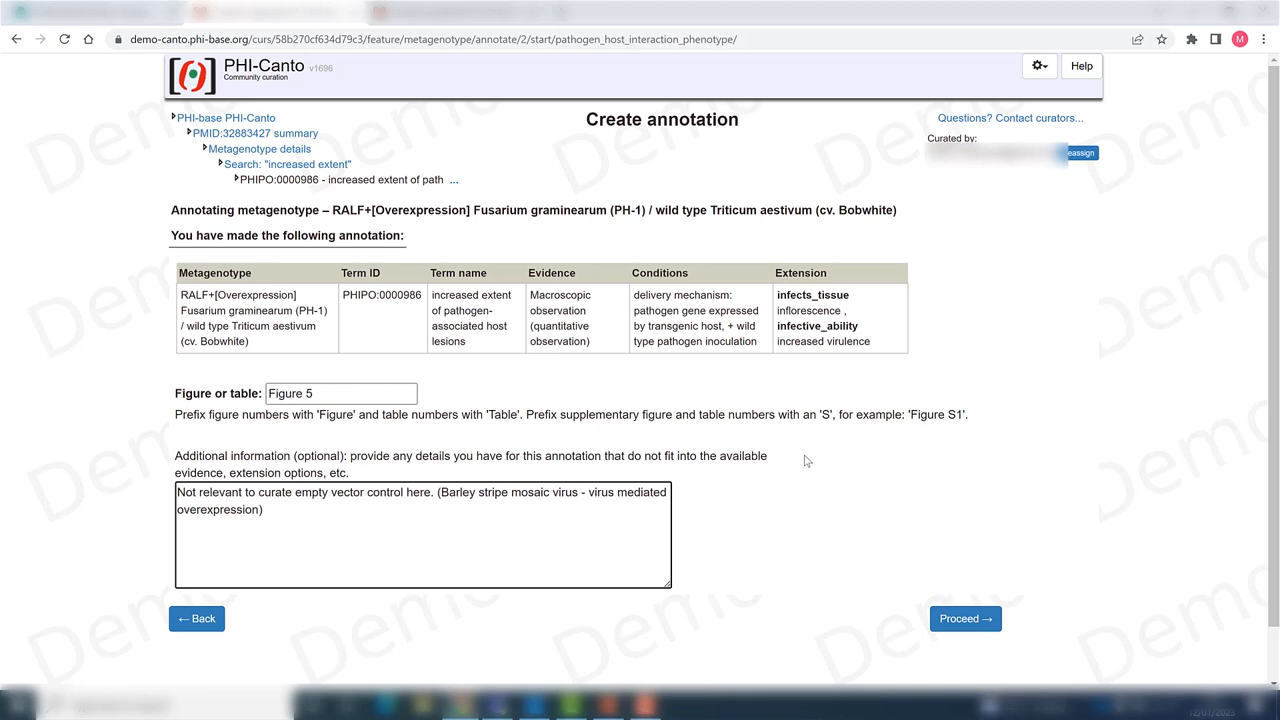 demo-canto.phi-base.org/curs/58b270cf634d79c3/feature/metagenotype/annotate/2/start/pathogen_host_interaction_phenotype/
M
PHI-Canto v1696
Community curation
Help
PHI-base PHI-Canto
PMID:32883427 summary
Metagenotype details
Search: "increased extent"
PHIPO:0000986 - increased extent of path ...
Create annotation
Questions? Contact curators...
Curated by:
Annotating metagenotype – RALF+[Overexpression] Fusarium graminearum (PH-1) / wild type Triticum aestivum (cv. Bobwhite)
You have made the following annotation:
Metagenotype Term ID Term name Evidence Conditions Extension
RALF+[Overexpression] PHIPO:0000986 increased extent Macroscopic delivery mechanism: infects_tissue
Fusarium graminearum (PH-1) of pathogen- observation pathogen gene expressed inflorescence ,
/ wild type Triticum aestivum associated host (quantitative by transgenic host, + wild infective_ability
(cv. Bobwhite) lesions observation) type pathogen inoculation increased virulence
Figure or table: Figure 5
Prefix figure numbers with 'Figure' and table numbers with 'Table'. Prefix supplementary figure and table numbers with an 'S', for example: 'Figure S1'.
Additional information (optional): provide any details you have for this annotation that do not fit into the available
evidence, extension options, etc.
Not relevant to curate empty vector control here. (Barley stripe mosaic virus - virus mediated
overexpression)
← Back
Proceed →